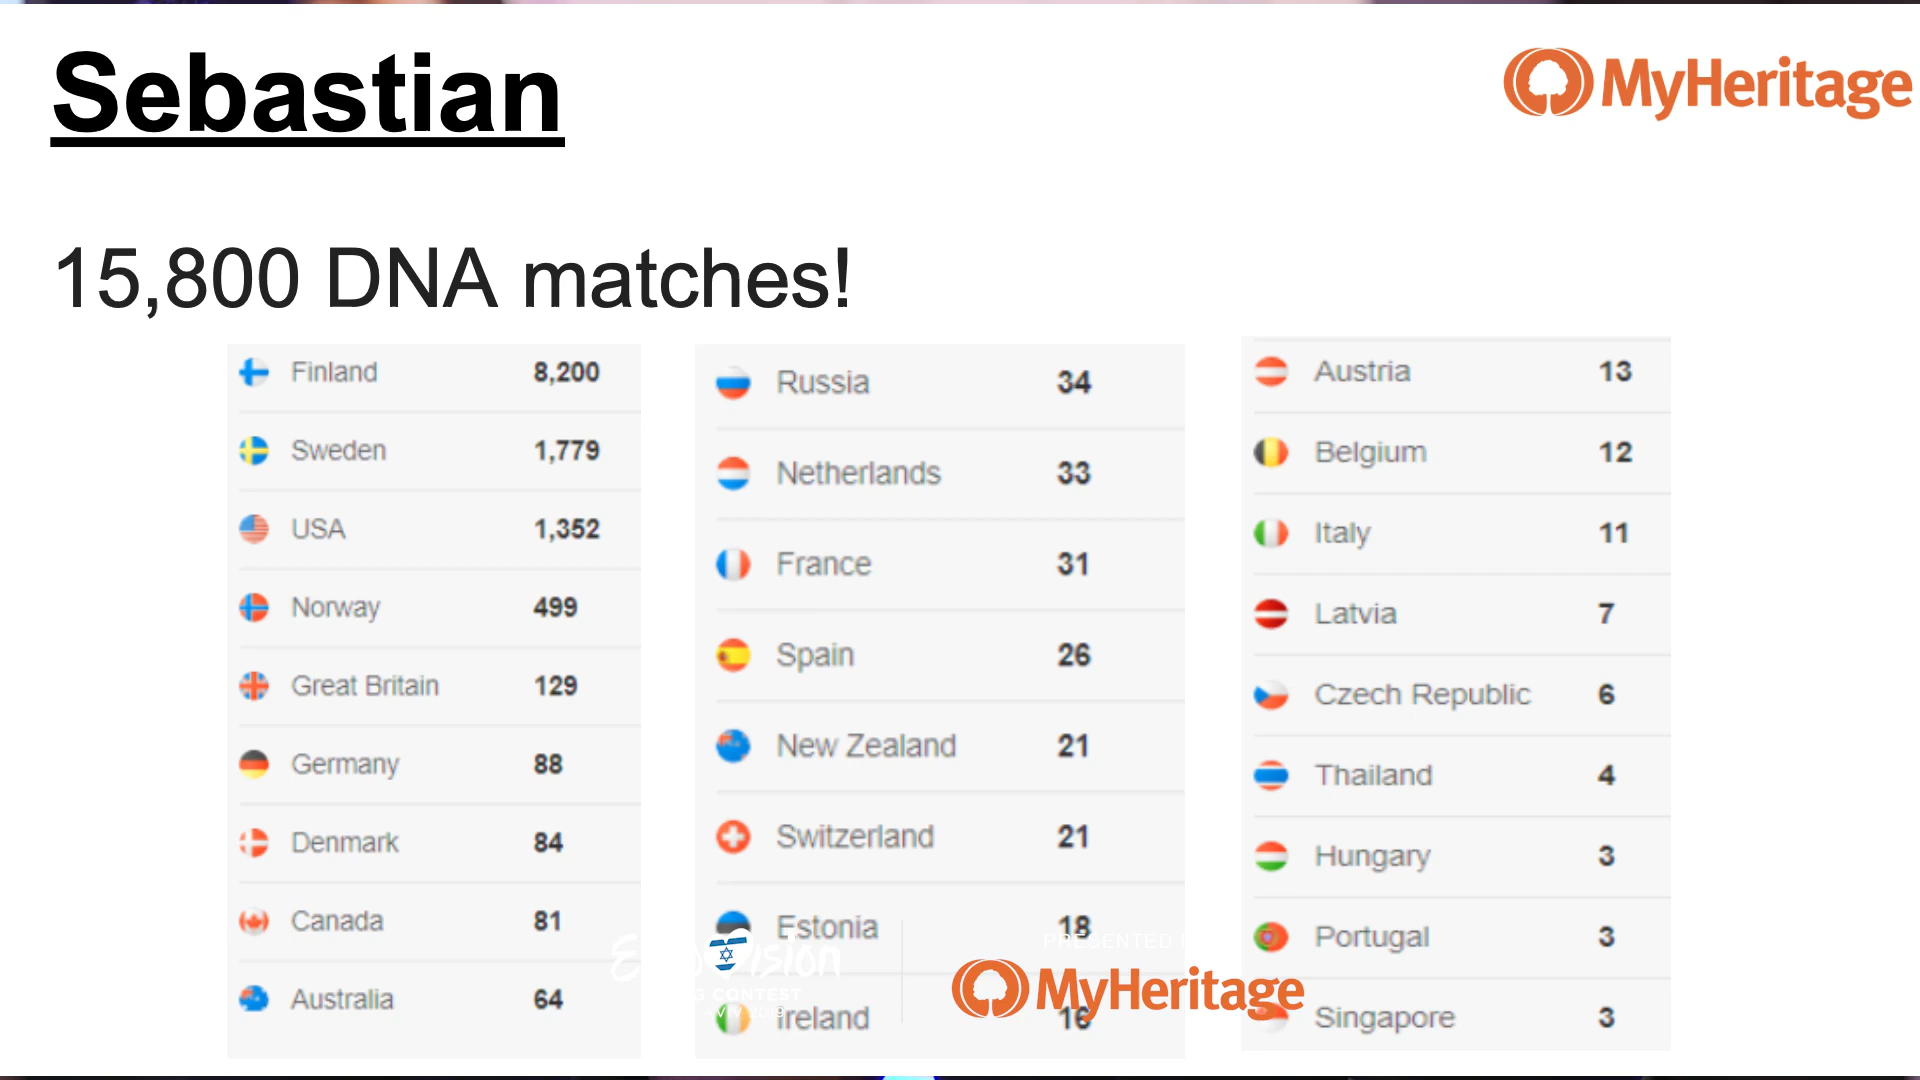 Sebastian
MyHeritage
15,800 DNA matches!
Finland 8,200
Sweden 1,779
USA 1,352
Norway 499
Great Britain 129
Germany 88
Denmark 84
Canada 81
Australia 64
Russia 34
Netherlands 33
France 31
Spain 26
New Zealand 21
Switzerland 21
Estonia 18
Ireland 16
Austria 13
Belgium 12
Italy 11
Latvia 7
Czech Republic 6
Thailand 4
Hungary 3
Portugal 3
Singapore 3
CONTEST
2019
PRESENTED
MyHeritage